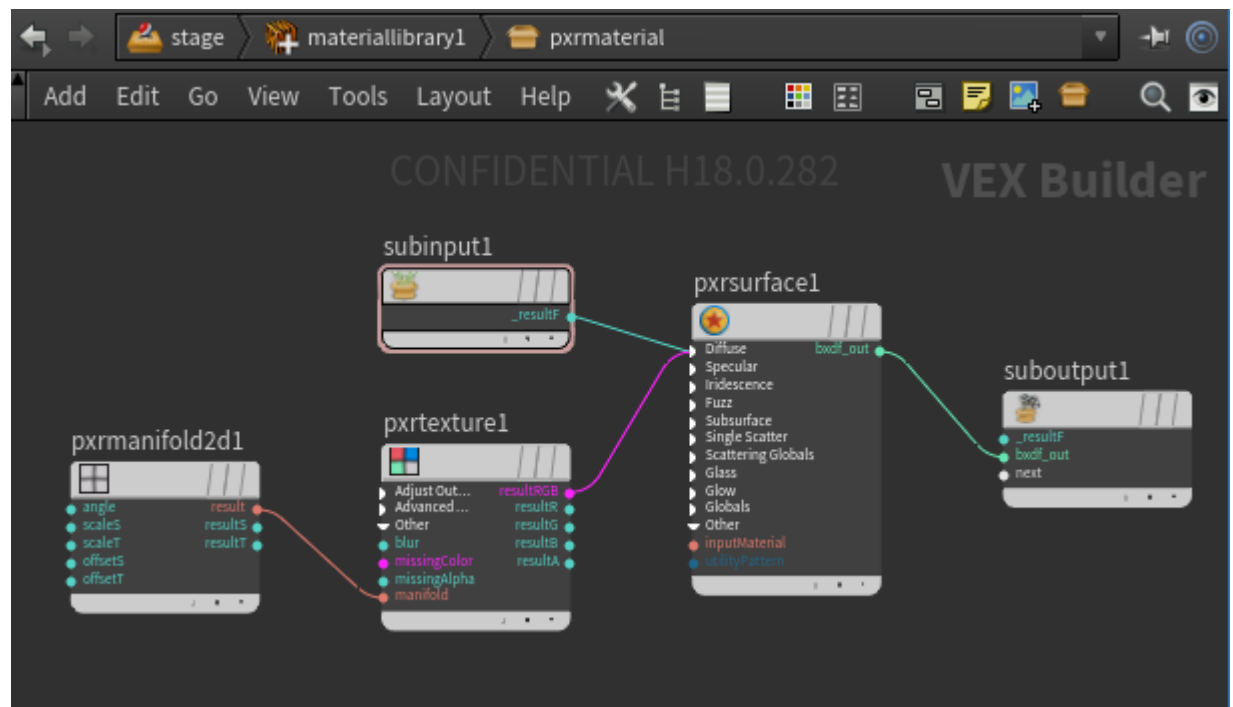 stage materiallibrary1 pxrmaterial
Add Edit Go View Tools Layout Help
CONFIDENTIAL H18.0.282
VEX Builder
subinput1
_resultF
pxrsurface1
Diffuse bxdf_out
Specular
Iridescence
Fuzz
Subsurface
Single Scatter
Scattering Globals
Glass
Glow
Globals
Other
inputMaterial
utilityPattern
suboutput1
_resultF
bxdf_out
next
pxrmanifold2d1
angle result
scaleS resultS
scaleT resultT
offsetS
offsetT
pxrtexture1
Adjust Out... resultRGB
Advanced ... resultR
Other resultG
blur resultB
missingColor resultA
missingAlpha
manifold